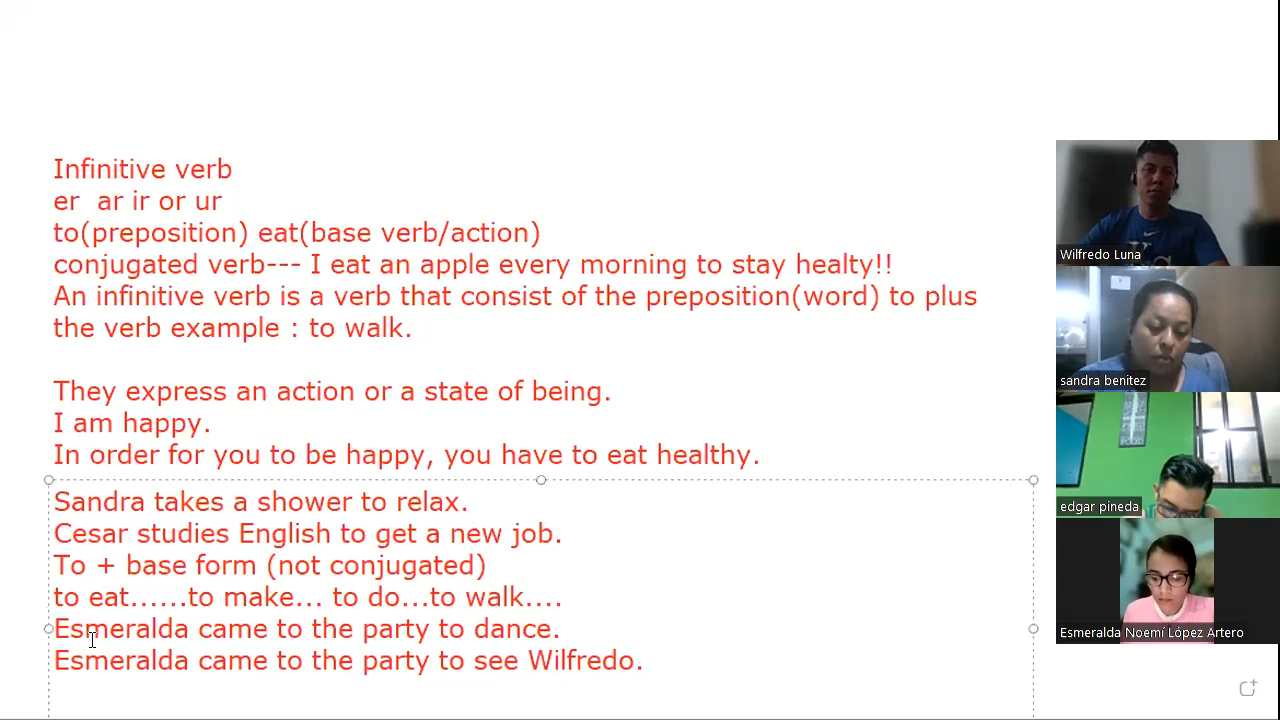 Infinitive verb
er  ar ir or ur
to(preposition) eat(base verb/action)
conjugated verb--- I eat an apple every morning to stay healty!!
An infinitive verb is a verb that consist of the preposition(word) to plus
the verb example : to walk.
They express an action or a state of being.
I am happy.
In order for you to be happy, you have to eat healthy.
Sandra takes a shower to relax.
Cesar studies English to get a new job.
To + base form (not conjugated)
to eat......to make... to do...to walk....
Esmeralda came to the party to dance.
Esmeralda came to the party to see Wilfredo.
Wilfredo Luna
sandra benitez
edgar pineda
Esmeralda Noemí López Artero